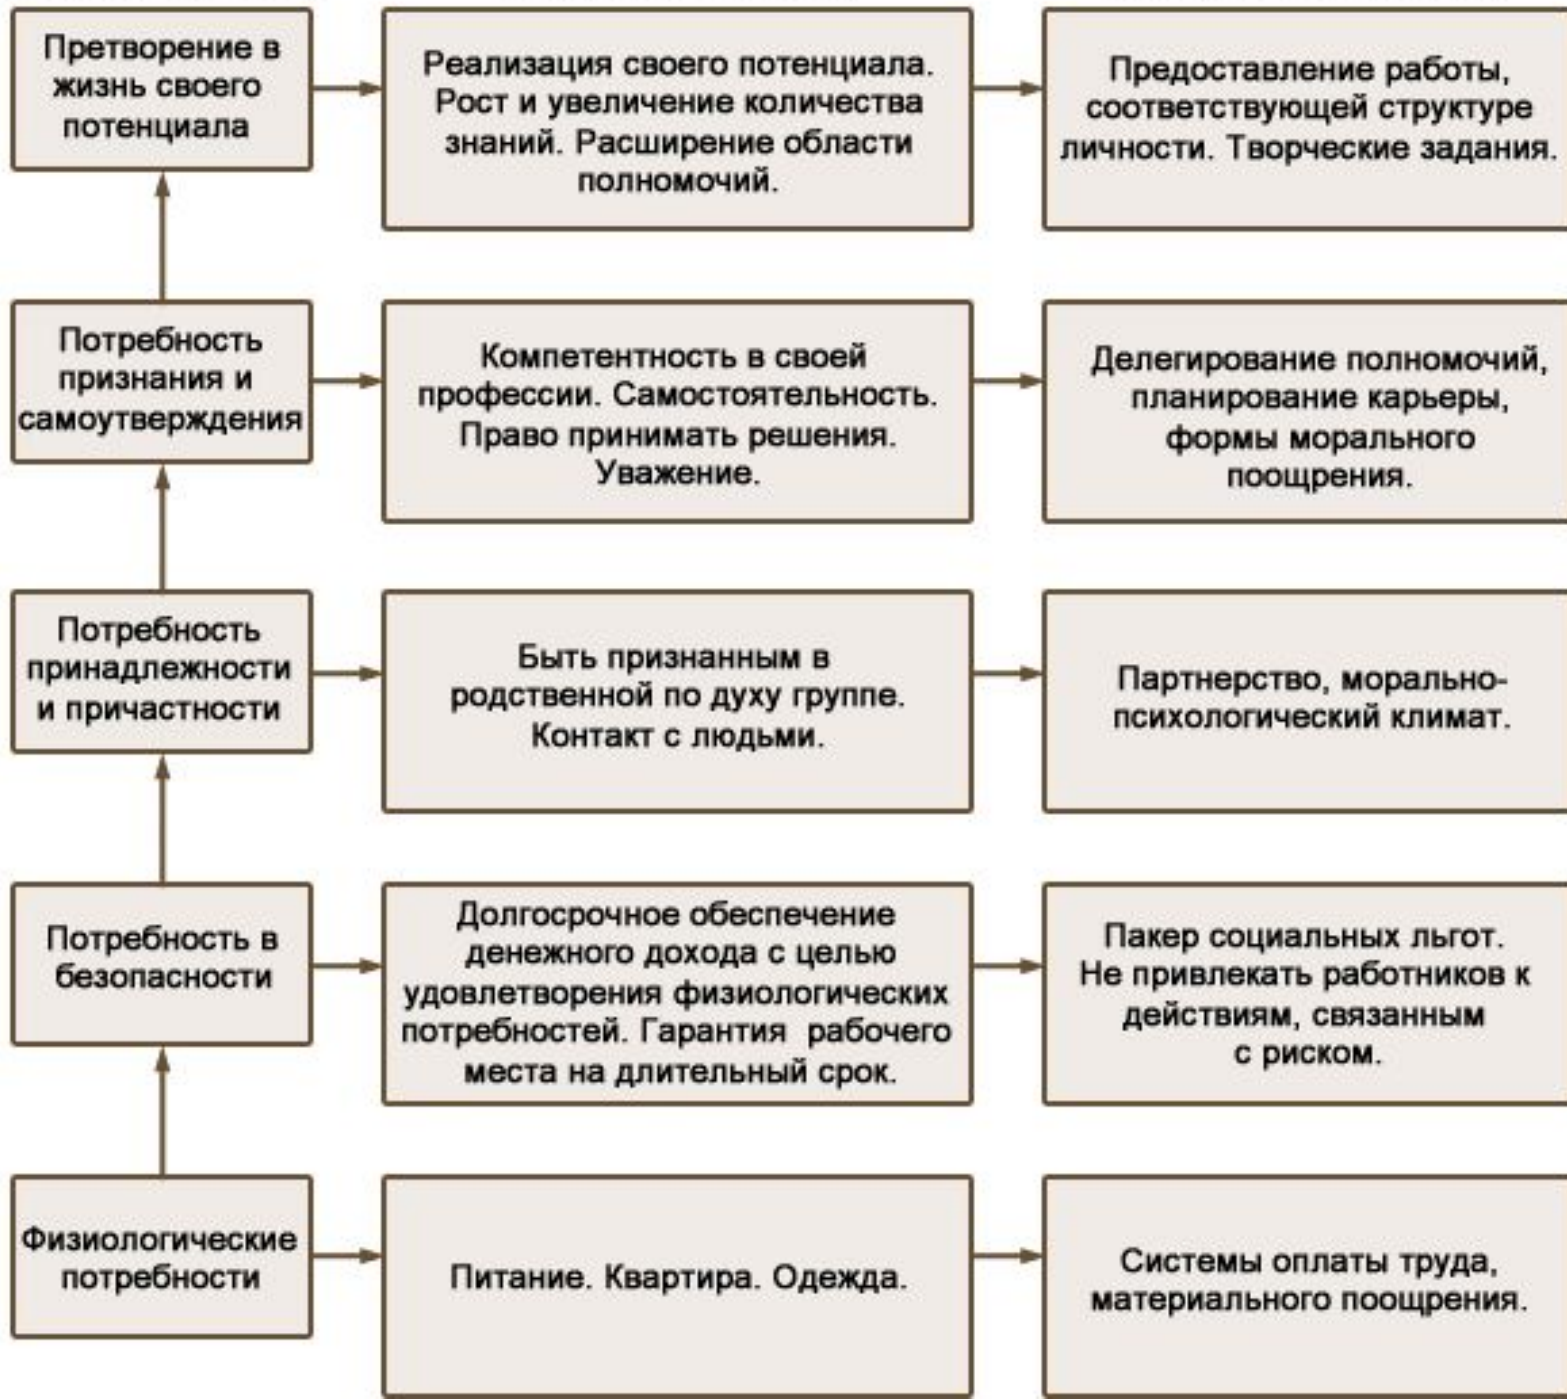 Претворение в
жизнь своего
потенциала
Реализация своего потенциала.
Рост и увеличение количества
знаний. Расширение области
полномочий.
Предоставление работы,
соответствующей структуре
личности. Творческие задания.
Потребность
признания и
самоутверждения
Компетентность в своей
профессии. Самостоятельность.
Право принимать решения.
Уважение.
Делегирование полномочий,
планирование карьеры,
формы морального
поощрения.
Потребность
принадлежности
и причастности
Быть признанным в
родственной по духу группе.
Контакт с людьми.
Партнерство, морально-
психологический климат.
Потребность в
безопасности
Долгосрочное обеспечение
денежного дохода с целью
удовлетворения физиологических
потребностей. Гарантия рабочего
места на длительный срок.
Пакер социальных льгот.
Не привлекать работников к
действиям, связанным
с риском.
Физиологические
потребности
Питание. Квартира. Одежда.
Системы оплаты труда,
материального поощрения.